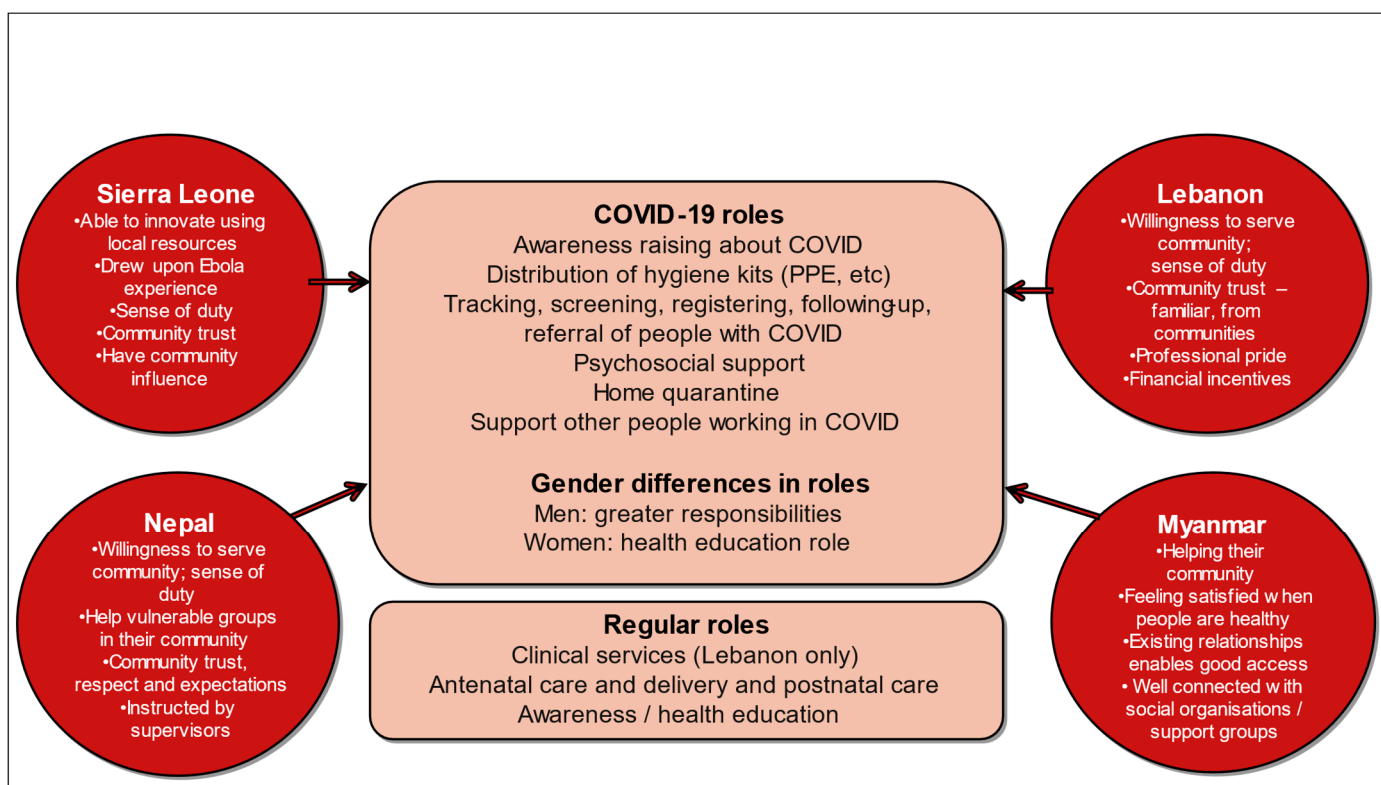 Sierra Leone
•Able to innovate using
local resources
•Drew upon Ebola
experience
•Sense of duty
•Community trust
•Have community
influence
COVID-19 roles
Awareness raising about COVID
Distribution of hygiene kits (PPE, etc)
Tracking, screening, registering, following-up,
referral of people with COVID
Psychosocial support
Home quarantine
Support other people working in COVID
Gender differences in roles
Men: greater responsibilities
Women: health education role
Lebanon
•Willingness to serve
community;
sense of duty
•Community trust –
familiar, from
communities
•Professional pride
•Financial incentives
Nepal
•Willingness to serve
community; sense of
duty
•Help vulnerable groups
in their community
•Community trust,
respect and expectations
•Instructed by
supervisors
Regular roles
Clinical services (Lebanon only)
Antenatal care and delivery and postnatal care
Awareness / health education
Myanmar
•Helping their
community
•Feeling satisfied when
people are healthy
•Existing relationships
enables good access
• Well connected with
social organisations /
support groups